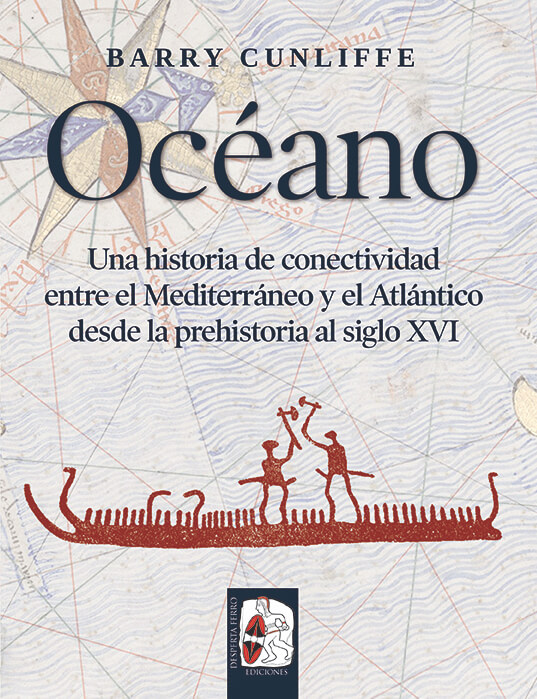 BARRY CUNLIFFE
Océano
Una historia de conectividad
entre el Mediterráneo y el Atlántico
desde la prehistoria al siglo XVI
DESPERTA FERRO
EDICIONES